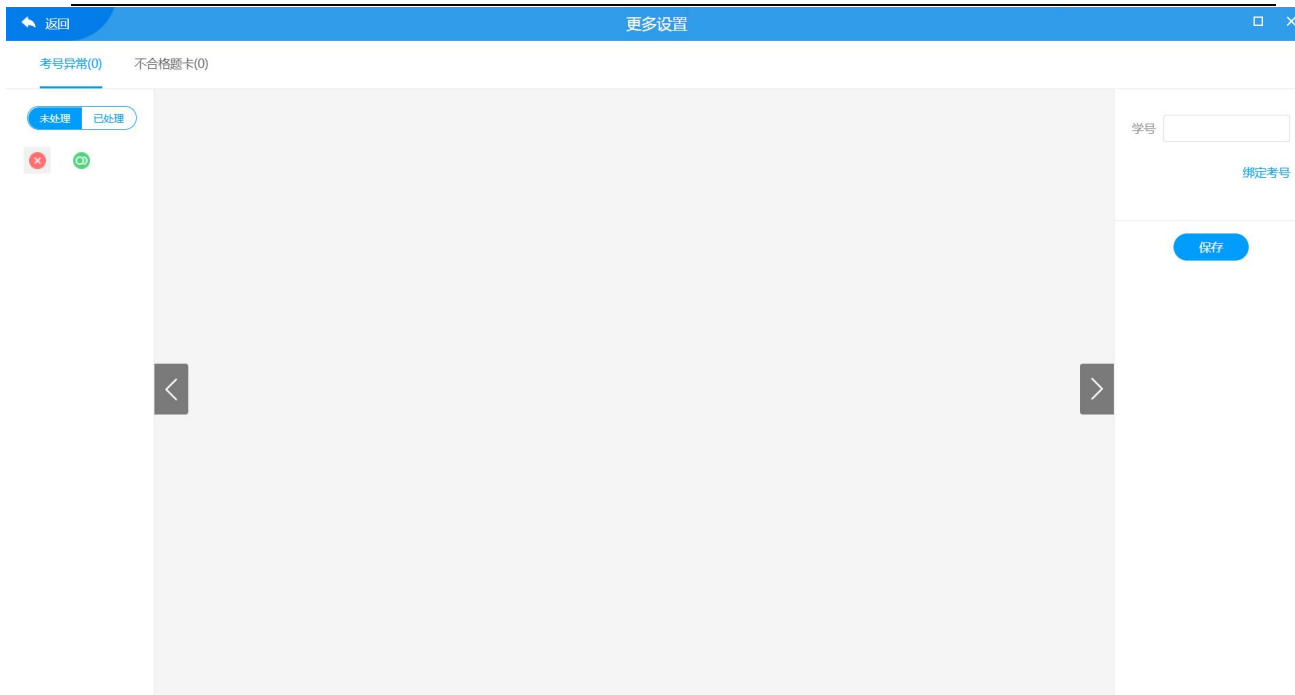 返回
更多设置
考号异常(0) 不合格题卡(0)
未处理 已处理
学号
绑定考号
保存